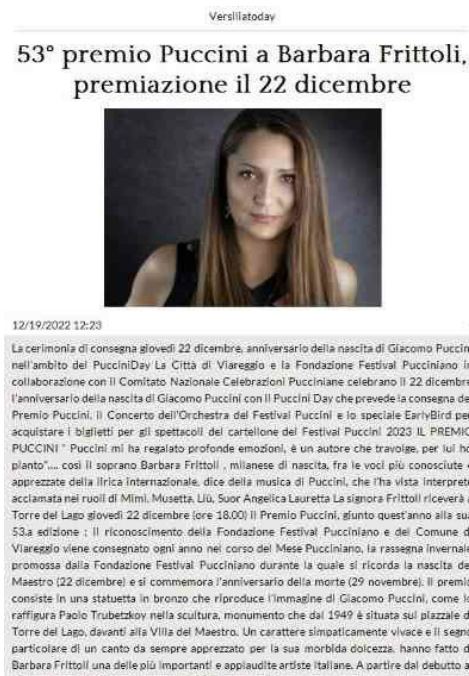 Versiliatoday
53° premio Puccini a Barbara Frittoli,
premiazione il 22 dicembre
12/19/2022 12:23
La cerimonia di consegna giovedì 22 dicembre, anniversario della nascita di Giacomo Puccini
nell'ambito del PucciniDay La Città di Viareggio e la Fondazione Festival Pucciniano in
collaborazione con il Comitato Nazionale Celebrazioni Pucciniane celebrano il 22 dicembre
l'anniversario della nascita di Giacomo Puccini con il Puccini Day che prevede la consegna del
Premio Puccini, il Concerto dell'Orchestra del Festival Puccini e lo speciale EarlyBird per
acquistare i biglietti per gli spettacoli del cartellone del Festival Puccini 2023 IL PREMIO
PUCCINI " Puccini mi ha regalato profonde emozioni, è un autore che travolge, per lui ho
pianto".... così il soprano Barbara Frittoli , milanese di nascita, fra le voci più conosciute
apprezzate della lirica internazionale, dice della musica di Puccini, che l'ha vista interprete
acclamata nei ruoli di Mimì, Musetta, Liù, Suor Angelica Lauretta La signora Frittoli riceverà
Torre del Lago giovedì 22 dicembre (ore 18.00) Il Premio Puccini, giunto quest'anno alla sua
53.a edizione : Il riconoscimento della Fondazione Festival Pucciniano e del Comune d
Viareggio viene consegnato ogni anno nel corso del Mese Pucciniano, la rassegna invernale
promossa dalla Fondazione Festival Pucciniano durante la quale si ricorda la nascita de
Maestro (22 dicembre) e si commemora l'anniversario della morte (29 novembre). Il premio
consiste in una statuetta in bronzo che riproduce l'immagine di Giacomo Puccini, come lo
raffigura Paolo Trubetzkoy nella scultura, monumento che dal 1949 è situata sul piazzale d
Torre del Lago, davanti alla Villa del Maestro. Un carattere simpaticamente vivace e il segno
particolare di un canto da sempre apprezzato per la sua morbida dolcezza, hanno fatto d
Barbara Frittoli una delle più importanti e applaudite artiste italiane. A partire dal debutto a